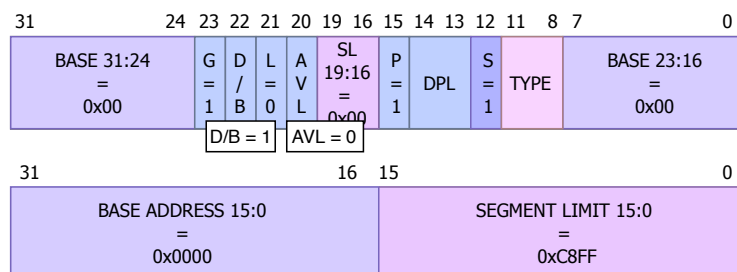 31 24 23 22 21 20 19 16 15 14 13 12 11 8 7 0
BASE 31:24
=
0x00
G
=
1
D
/
B
L
=
0
A
V
L
SL
19:16
=
0x00
P
=
1
DPL
S
=
1
TYPE
BASE 23:16
=
0x00
D/B = 1
AVL = 0
31 16 15 0
BASE ADDRESS 15:0
=
0x0000
SEGMENT LIMIT 15:0
=
0xC8FF